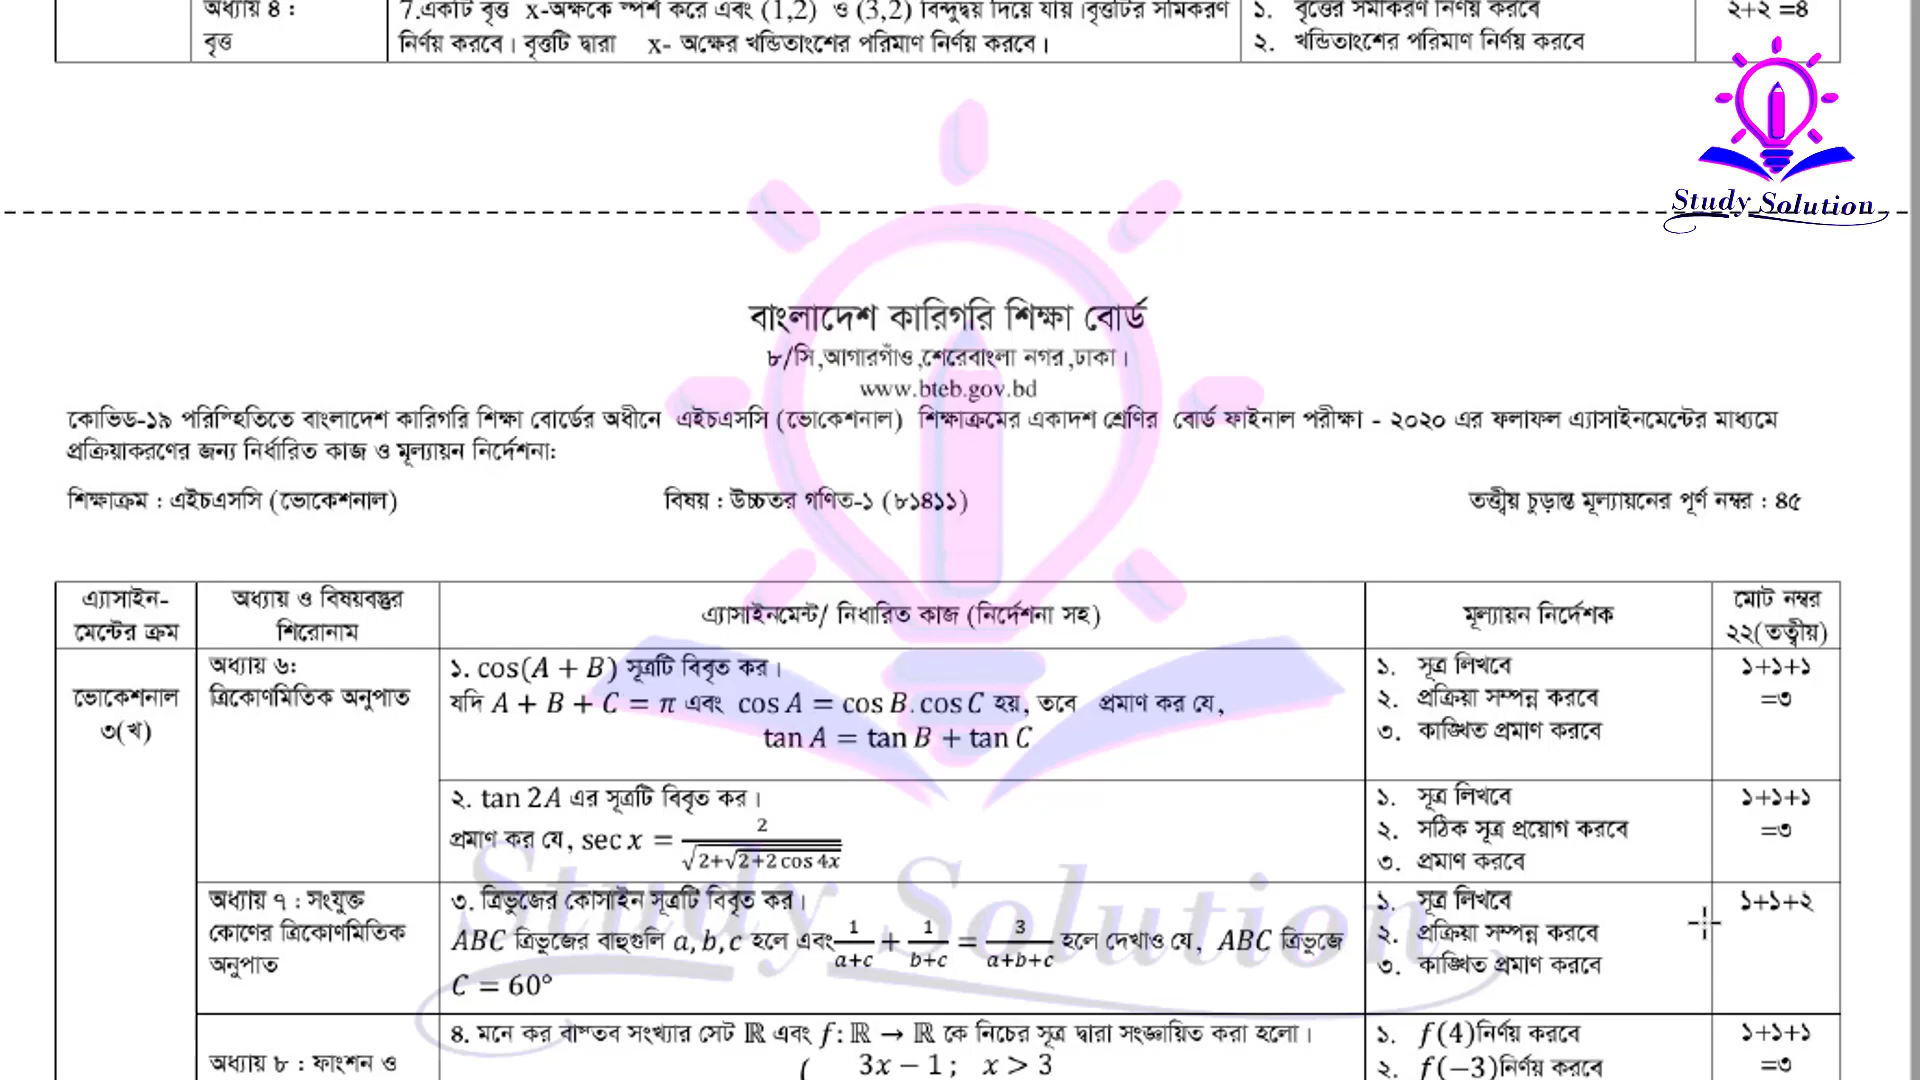 অধ্যায় ৪ :
বৃত্ত
7.একটি বৃত্ত x-অক্ষকে স্পর্শ করে এবং (1,2) ও (3,2) বিন্দুদ্বয় দিয়ে যায় ।বৃত্তটির সমিকরণ
নির্ণয় করবে। বৃত্তটি দ্বারা x- অক্ষের খন্ডিতাংশের পরিমাণ নির্ণয় করবে।
১. বৃত্তের সমীকরণ নির্ণয় করবে
২. খন্ডিতাংশের পরিমাণ নির্ণয় করবে
২+২ =৪
Study Solution
বাংলাদেশ কারিগরি শিক্ষা বোর্ড
৮/সি,আগারগাঁও,শেরেবাংলা নগর,ঢাকা।
www.bteb.gov.bd
কোভিড-১৯ পরিস্হিতিতে বাংলাদেশ কারিগরি শিক্ষা বোর্ডের অধীনে এইচএসসি (ভোকেশনাল) শিক্ষাক্রমের একাদশ শ্রেণির বোর্ড ফাইনাল পরীক্ষা - ২০২০ এর ফলাফল এ্যাসাইনমেন্টের মাধ্যমে
প্রক্রিয়াকরণের জন্য নির্ধারিত কাজ ও মূল্যায়ন নির্দেশনা:
শিক্ষাক্রম : এইচএসসি (ভোকেশনাল) বিষয় : উচ্চতর গণিত-১ (৮১৪১১) তত্ত্বীয় চুড়ান্ত মূল্যায়নের পূর্ণ নম্বর : ৪৫
এ্যাসাইন-
মেন্টের ক্রম
অধ্যায় ও বিষয়বস্তুর
শিরোনাম
এ্যাসাইনমেন্ট/ নির্ধারিত কাজ (নির্দেশনা সহ)
মূল্যায়ন নির্দেশক
মোট নম্বর
২২(তত্বীয়)
ভোকেশনাল
৩(খ)
অধ্যায় ৬:
ত্রিকোণমিতিক অনুপাত
১. cos(A + B) সূত্রটি বিবৃত কর।
যদি A + B + C = π এবং cos A = cos B. cos C হয়, তবে প্রমাণ কর যে,
tan A = tan B + tan C
১. সূত্র লিখবে
২. প্রক্রিয়া সম্পন্ন করবে
৩. কাঙ্খিত প্রমাণ করবে
১+১+১
=৩
২. tan 2A এর সূত্রটি বিবৃত কর।
প্রমাণ কর যে, sec x = 2/√(2+√(2+2 cos 4x))
১. সূত্র লিখবে
২. সঠিক সূত্র প্রয়োগ করবে
৩. প্রমাণ করবে
১+১+১
=৩
অধ্যায় ৭ : সংযুক্ত
কোণের ত্রিকোণমিতিক
অনুপাত
৩. ত্রিভুজের কোসাইন সূত্রটি বিবৃত কর।
ABC ত্রিভুজের বাহুগুলি a, b, c হলে এবং 1/(a+c) + 1/(b+c) = 3/(a+b+c) হলে দেখাও যে, ABC ত্রিভুজে
C = 60°
১. সূত্র লিখবে
২. প্রক্রিয়া সম্পন্ন করবে
৩. কাঙ্খিত প্রমাণ করবে
১+১+২
অধ্যায় ৮ : ফাংশন ও
৪. মনে কর বাস্তব সংখ্যার সেট ℝ এবং f: ℝ → ℝ কে নিচের সূত্র দ্বারা সংজ্ঞায়িত করা হলো।
3x − 1; x > 3
১. f(4)নির্ণয় করবে
২. f(−3)নির্ণয় করবে
১+১+১
=৩
Study Solution